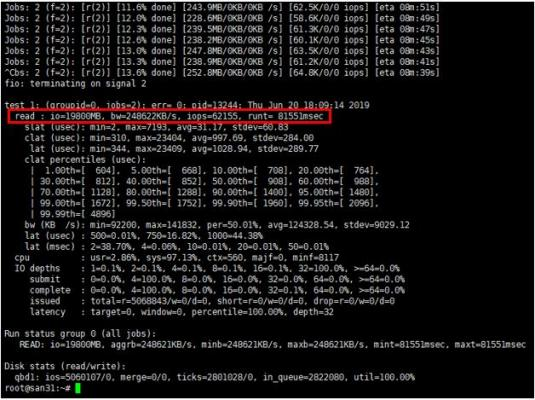 Jobs: 2 (f=2): [r(2)] [11.6% done] [243.9MB/0KB/0KB /s] [62.5K/0/0 iops] [eta 08m:51s]
Jobs: 2 (f=2): [r(2)] [12.0% done] [228.6MB/0KB/0KB /s] [58.6K/0/0 iops] [eta 08m:49s]
Jobs: 2 (f=2): [r(2)] [12.3% done] [239.5MB/0KB/0KB /s] [61.3K/0/0 iops] [eta 08m:47s]
Jobs: 2 (f=2): [r(2)] [12.6% done] [238.2MB/0KB/0KB /s] [60.1K/0/0 iops] [eta 08m:45s]
Jobs: 2 (f=2): [r(2)] [13.0% done] [247.8MB/0KB/0KB /s] [63.5K/0/0 iops] [eta 08m:43s]
Jobs: 2 (f=2): [r(2)] [13.3% done] [238.9MB/0KB/0KB /s] [61.2K/0/0 iops] [eta 08m:41s]
^Cbs: 2 (f=2): [r(2)] [13.6% done] [252.8MB/0KB/0KB /s] [64.8K/0/0 iops] [eta 08m:39s]
fio: terminating on signal 2
test 1: (groupid=0, jobs=2): err= 0: pid=13244: Thu Jun 20 18:09:14 2019
read : io=19800MB, bw=248622KB/s, iops=62155, runt= 81551msec
slat (usec): min=2, max=7193, avg=31.17, stdev=60.83
clat (usec): min=310, max=23404, avg=997.69, stdev=284.00
lat (usec): min=344, max=23409, avg=1028.94, stdev=289.77
clat percentiles (usec):
| 1.00th=[ 604], 5.00th=[ 668], 10.00th=[ 708], 20.00th=[ 764],
| 30.00th=[ 812], 40.00th=[ 852], 50.00th=[ 908], 60.00th=[ 988],
| 70.00th=[ 1128], 80.00th=[ 1288], 90.00th=[ 1400], 95.00th=[ 1480],
| 99.00th=[ 1672], 99.50th=[ 1752], 99.90th=[ 1960], 99.95th=[ 2096],
| 99.99th=[ 4896]
bw (KB /s): min=92200, max=141832, per=50.01%, avg=124328.54, stdev=9029.12
lat (usec) : 500=0.01%, 750=16.82%, 1000=44.38%
lat (msec) : 2=38.70%, 4=0.06%, 10=0.01%, 20=0.01%, 50=0.01%
cpu : usr=2.86%, sys=97.13%, ctx=560, majf=0, minf=8117
IO depths : 1=0.1%, 2=0.1%, 4=0.1%, 8=0.1%, 16=0.1%, 32=100.0%, >=64=0.0%
submit : 0=0.0%, 4=100.0%, 8=0.0%, 16=0.0%, 32=0.0%, 64=0.0%, >=64=0.0%
complete : 0=0.0%, 4=100.0%, 8=0.0%, 16=0.0%, 32=0.1%, 64=0.0%, >=64=0.0%
issued : total=r=5068843/w=0/d=0, short=r=0/w=0/d=0, drop=r=0/w=0/d=0
latency : target=0, window=0, percentile=100.00%, depth=32
Run status group 0 (all jobs):
READ: io=19800MB, aggrb=248621KB/s, minb=248621KB/s, maxb=248621KB/s, mint=81551msec, maxt=81551msec
Disk stats (read/write):
qbd1: ios=5060107/0, merge=0/0, ticks=2801028/0, in_queue=2822080, util=100.00%
root@san31:~#